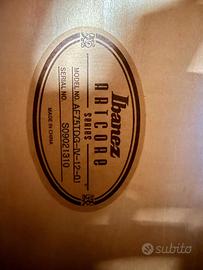 Ibanez
ARTCORE
SERIES
MODEL NO. AF75TDG-IV-12-01
SERIAL NO. S09021310
MADE IN CHINA
subito